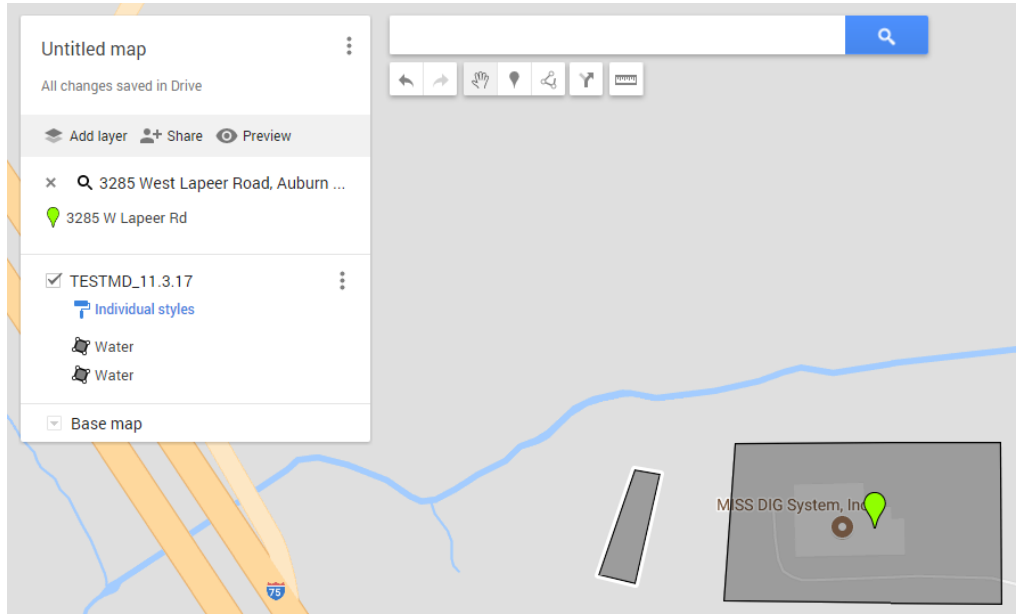 Untitled map
All changes saved in Drive
Add layer Share Preview
3285 West Lapeer Road, Auburn ...
3285 W Lapeer Rd
TESTMD_11.3.17
Individual styles
Water
Water
Base map
MISS DIG System, Inc
75